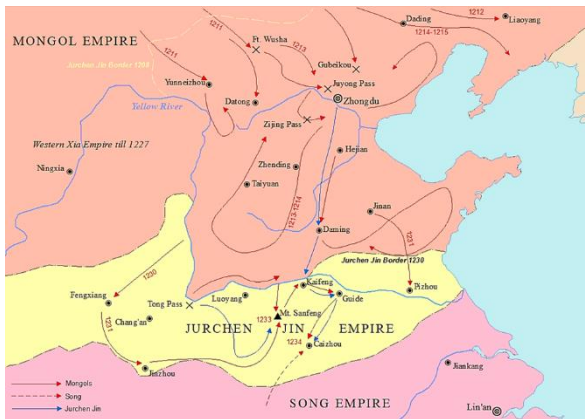 1212
Dading
Liaoyang
1211
1211
Ft. Wusha
1213
1214-1215
MONGOL EMPIRE
Gubeikou
Jurchen Jin Border 1208
Yunneizhou
Juyong Pass
Datong
Zhongdu
Yellow River
Zijing Pass
Western Xia Empire till 1227
Hejian
Zhending
Ningxia
Taiyuan
1213-1214
Jinan
Daming
1231
Jurchen Jin Border 1230
1230
Kaifeng
Pizhou
Fengxiang
Tong Pass
Luoyang
Guide
Mt. Sanfeng
1233
Chang'an
JURCHEN JIN EMPIRE
1231
1234
Caizhou
Jiankang
Mongols
Song
Jurchen Jin
SONG EMPIRE
Lin'an